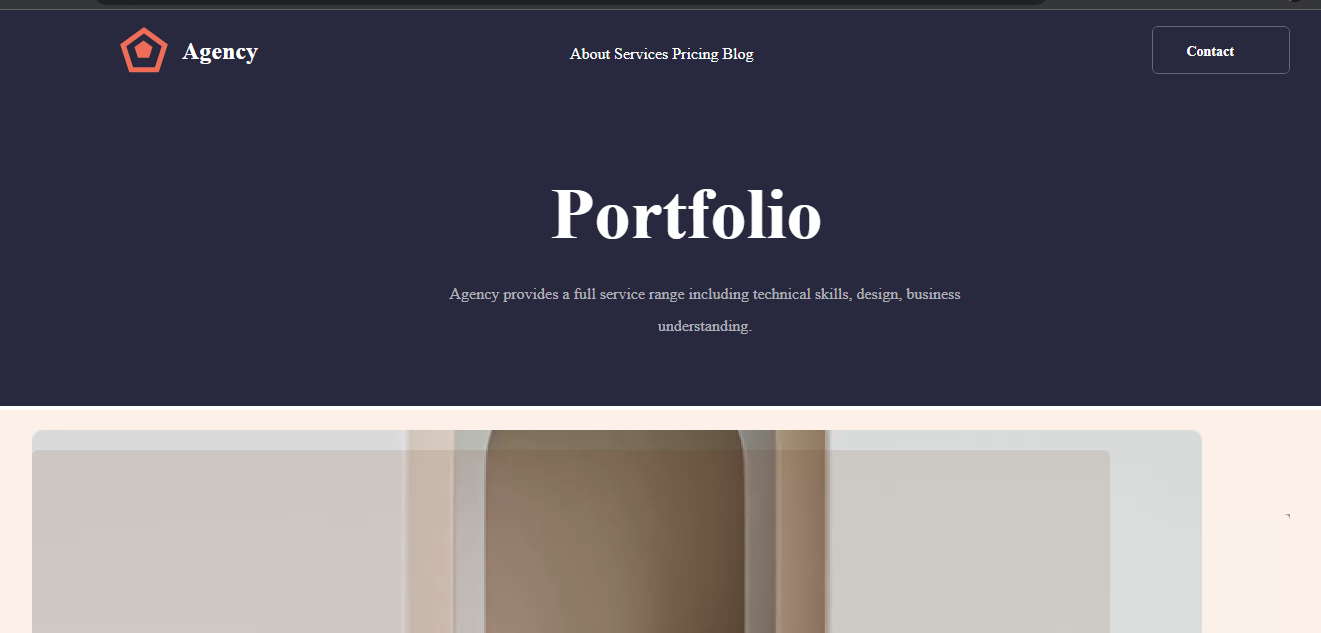 Agency
About Services Pricing Blog
Contact
Portfolio
Agency provides a full service range including technical skills, design, business
understanding.